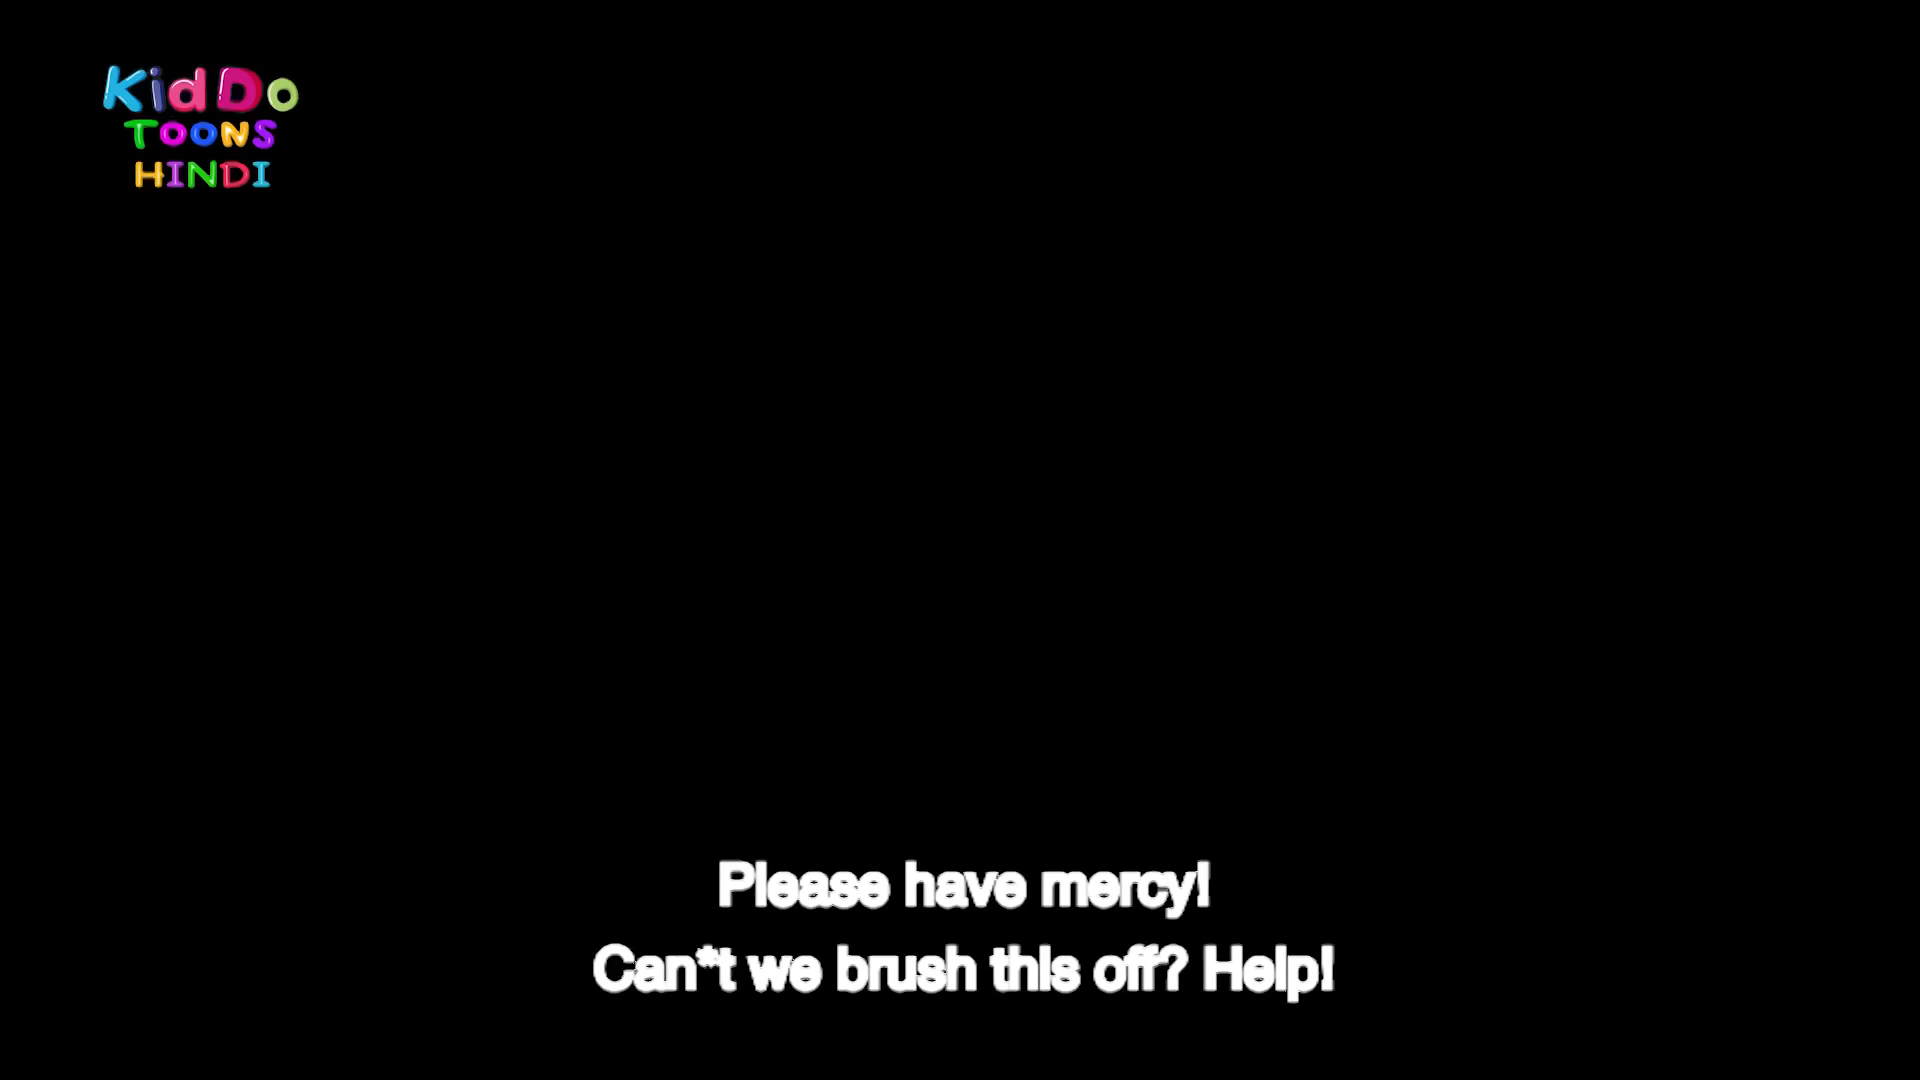 KidDo
TOONS
HINDI
Please have mercy!
Can*t we brush this off? Help!